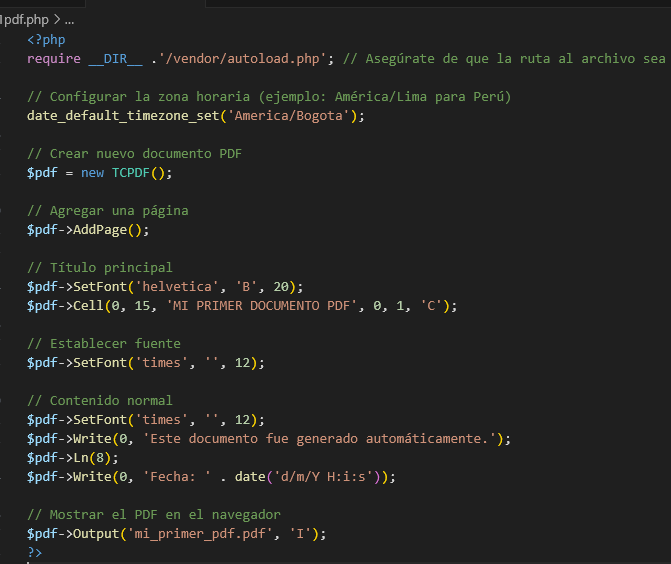 1pdf.php > ...
<?php
require __DIR__ .'/vendor/autoload.php'; // Asegúrate de que la ruta al archivo sea
// Configurar la zona horaria (ejemplo: América/Lima para Perú)
date_default_timezone_set('America/Bogota');
// Crear nuevo documento PDF
$pdf = new TCPDF();
// Agregar una página
$pdf->AddPage();
// Título principal
$pdf->SetFont('helvetica', 'B', 20);
$pdf->Cell(0, 15, 'MI PRIMER DOCUMENTO PDF', 0, 1, 'C');
// Establecer fuente
$pdf->SetFont('times', '', 12);
// Contenido normal
$pdf->SetFont('times', '', 12);
$pdf->Write(0, 'Este documento fue generado automáticamente.');
$pdf->Ln(8);
$pdf->Write(0, 'Fecha: ' . date('d/m/Y H:i:s'));
// Mostrar el PDF en el navegador
$pdf->Output('mi_primer_pdf.pdf', 'I');
?>